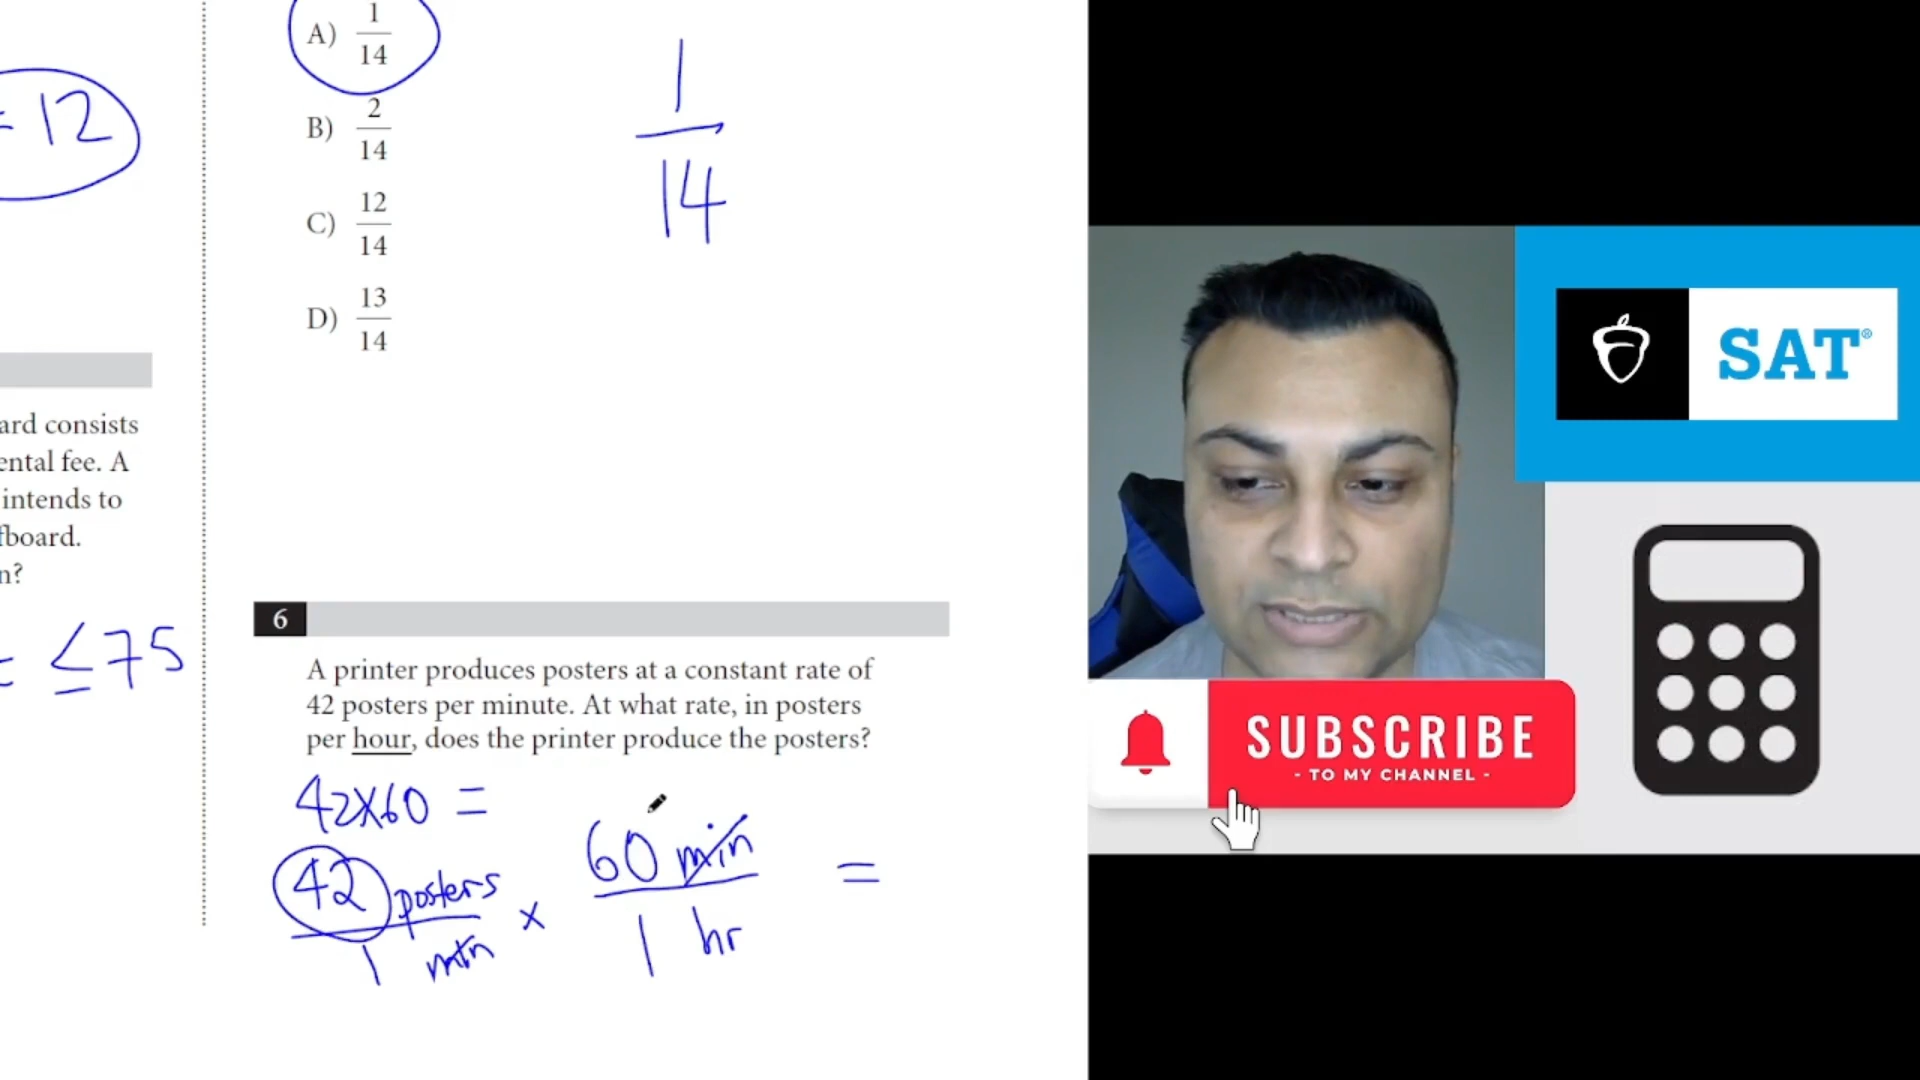 = 12
ard consists
ental fee. A
intends to
fboard.
n?
= ≤75
A) 1/14
B) 2/14
C) 12/14
D) 13/14
1/14
6
A printer produces posters at a constant rate of
42 posters per minute. At what rate, in posters
per hour, does the printer produce the posters?
42x60 =
42 posters/1 min x 60 min/1 hr =
SAT®
SUBSCRIBE
- TO MY CHANNEL -